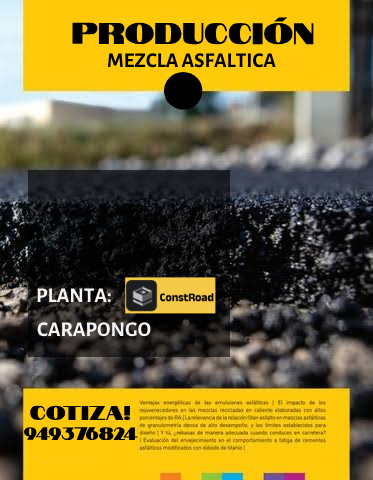 PRODUCCIÓN
MEZCLA ASFALTICA
PLANTA:
ConstRoad
CARAPONGO
COTIZA!
949376824
Ventajas energéticas de las emulsiones asfálticas | El impacto de los
rejuvenecedores en las mezclas recicladas en caliente elaboradas con altos
porcentajes de RA | La relevancia de la relación filler-asfalto en mezclas asfálticas
de granulometría densa de alto desempeño, y los límites establecidos para
diseño | Y tú, ¿rebasas de manera adecuada cuando conduces en carretera?
| Evaluación del envejecimiento en el comportamiento a fatiga de cementos
asfálticos modificados con dióxido de titanio |